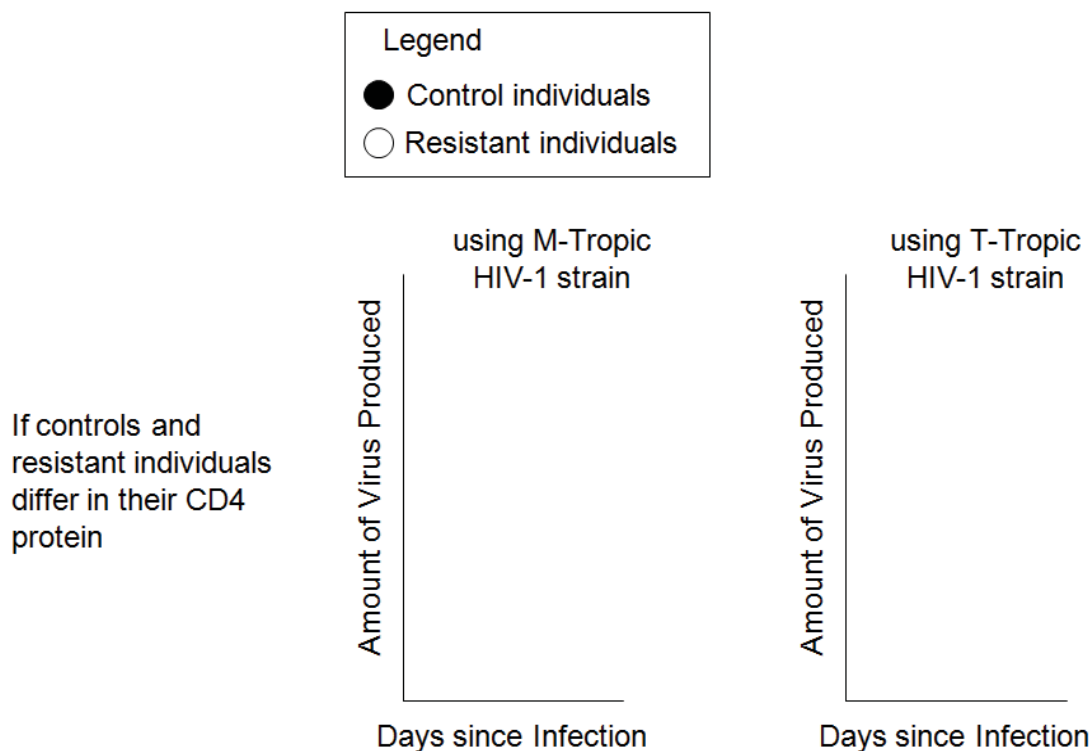 Legend
Control individuals
Resistant individuals
using M-Tropic
HIV-1 strain
using T-Tropic
HIV-1 strain
If controls and
resistant individuals
differ in their CD4
protein
Amount of Virus Produced
Amount of Virus Produced
Days since Infection
Days since Infection